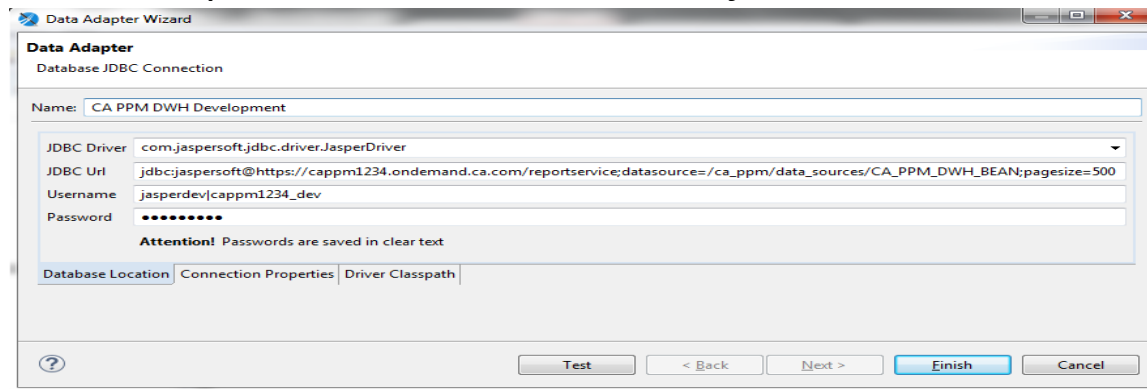 Data Adapter Wizard
Data Adapter
Database JDBC Connection
Name: CA PPM DWH Development
JDBC Driver com.jaspersoft.jdbc.driver.JasperDriver
JDBC Url jdbc:jaspersoft@https://cappm1234.ondemand.ca.com/reportservice;datasource=/ca_ppm/data_sources/CA_PPM_DWH_BEAN;pagesize=500
Username jasperdev|cappm1234_dev
Password •••••••••
Attention! Passwords are saved in clear text
Database Location Connection Properties Driver Classpath
? Test < Back Next > Finish Cancel